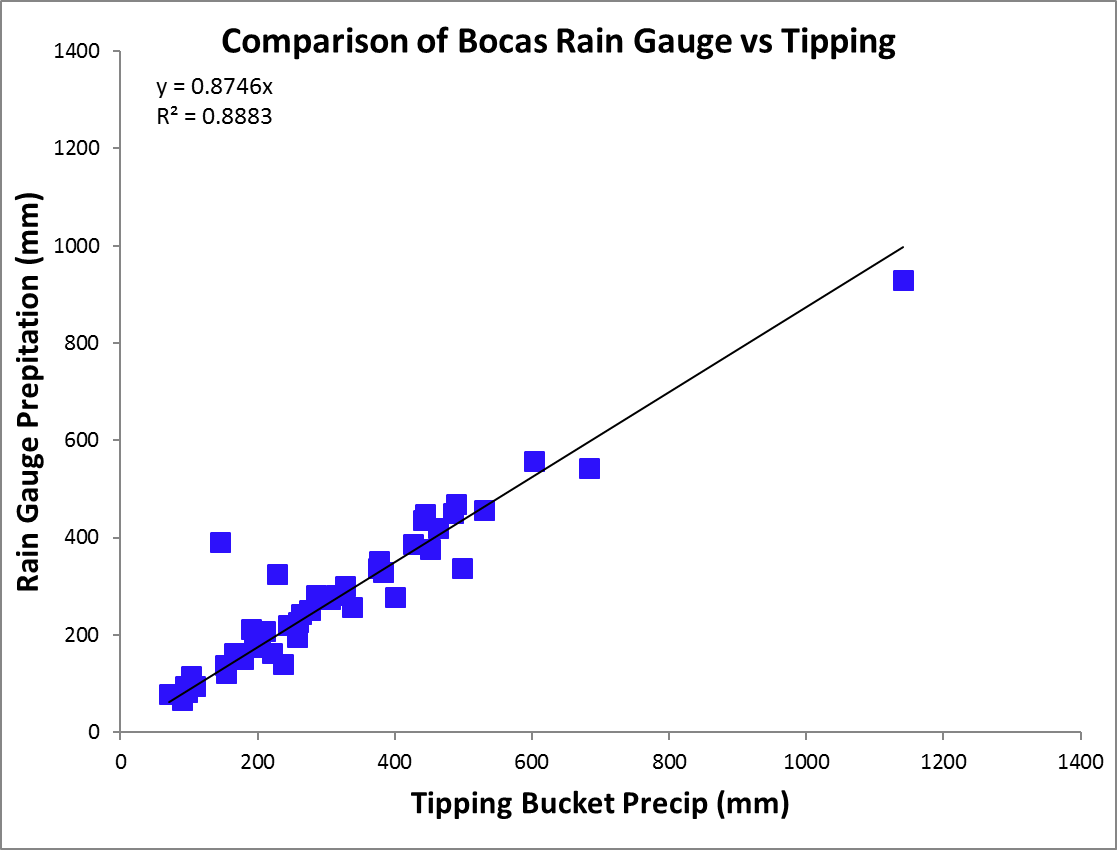 Comparison of Bocas Rain Gauge vs Tipping
y = 0.8746x
R² = 0.8883
1400
1200
1000
800
600
400
200
0
Rain Gauge Prepitation (mm)
0 200 400 600 800 1000 1200 1400
Tipping Bucket Precip (mm)